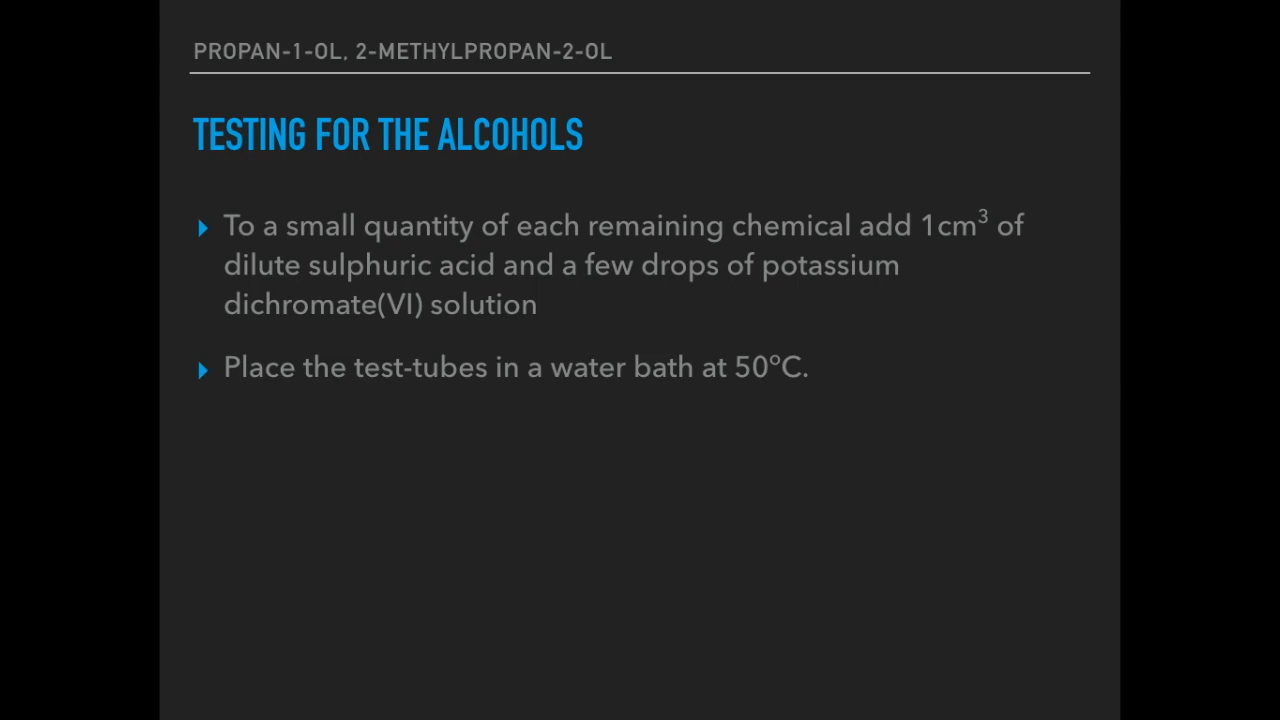 PROPAN-1-OL, 2-METHYLPROPAN-2-OL
TESTING FOR THE ALCOHOLS
To a small quantity of each remaining chemical add 1cm³ of
dilute sulphuric acid and a few drops of potassium
dichromate(VI) solution
Place the test-tubes in a water bath at 50ºC.